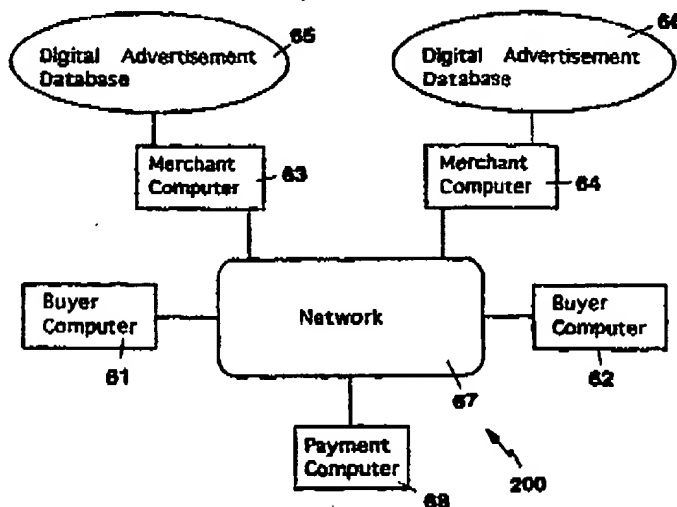 65
Digital Advertisement
Database
66
Digital Advertisement
Database
Merchant
Computer
63
Merchant
Computer
64
Buyer
Computer
61
Network
67
Buyer
Computer
62
Payment
Computer
68
200